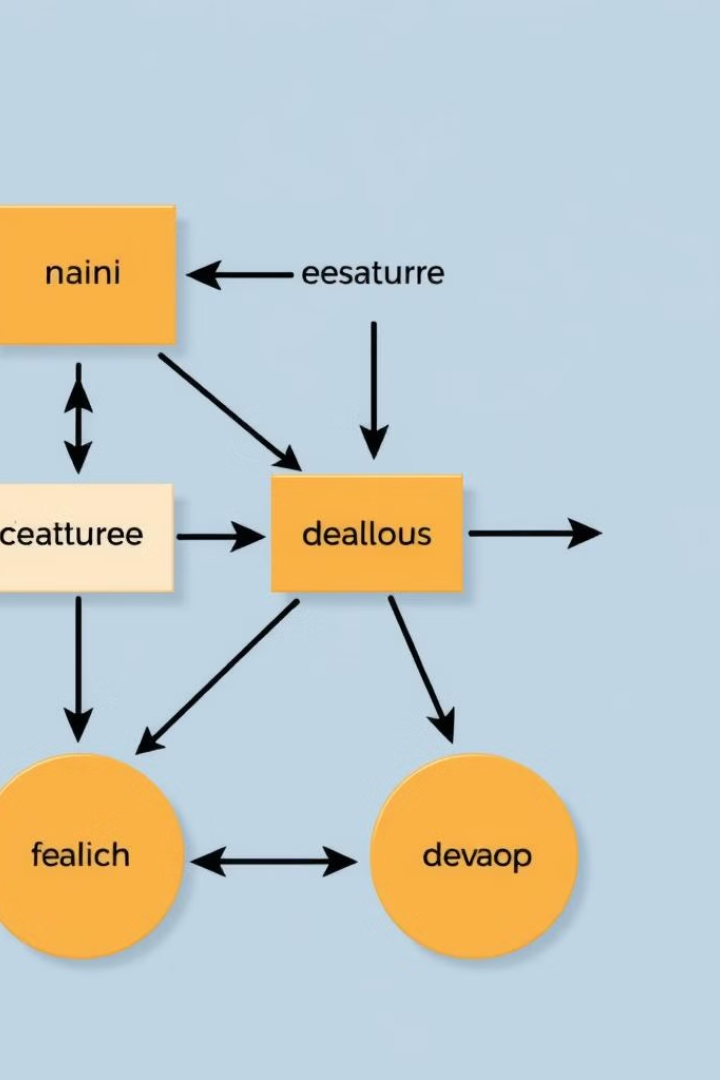 naini
eesaturre
ceatturee
deallous
fealich
devaop